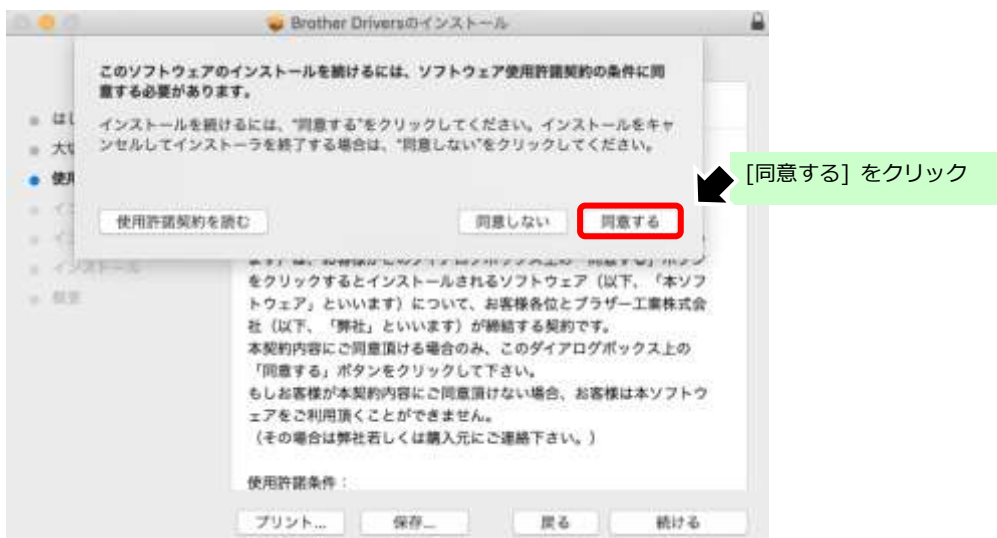 Brother Driversのインストール
このソフトウェアのインストールを続けるには、ソフトウェア使用許諾契約の条件に同
意する必要があります。
インストールを続けるには、"同意する"をクリックしてください。インストールをキャ
ンセルしてインストーラを終了する場合は、"同意しない"をクリックしてください。
使用許諾契約を読む
同意しない
同意する
[同意する] をクリック
はじ
大切
使用
イン
インストール
概要
をクリックするとインストールされるソフトウェア（以下、「本ソフ
トウェア」といいます）について、お客様各位とブラザー工業株式会
社（以下、「弊社」といいます）が締結する契約です。
本契約内容にご同意頂ける場合のみ、このダイアログボックス上の
「同意する」ボタンをクリックして下さい。
もしお客様が本契約内容にご同意頂けない場合、お客様は本ソフトウ
ェアをご利用頂くことができません。
（その場合は弊社若しくは購入元にご連絡下さい。）
使用許諾条件：
プリント...
保存...
戻る
続ける